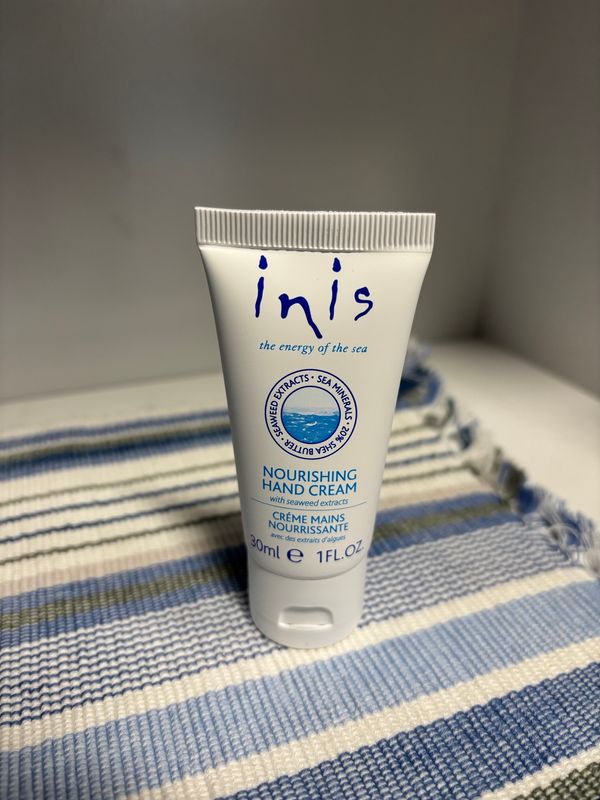 inis
the energy of the sea
SEAWEED EXTRACTS · SEA MINERALS · 20% SHEA BUTTER ·
NOURISHING
HAND CREAM
with seaweed extracts
CRÉME MAINS
NOURRISSANTE
avec des extraits d'algues
30ml e 1FL.OZ.